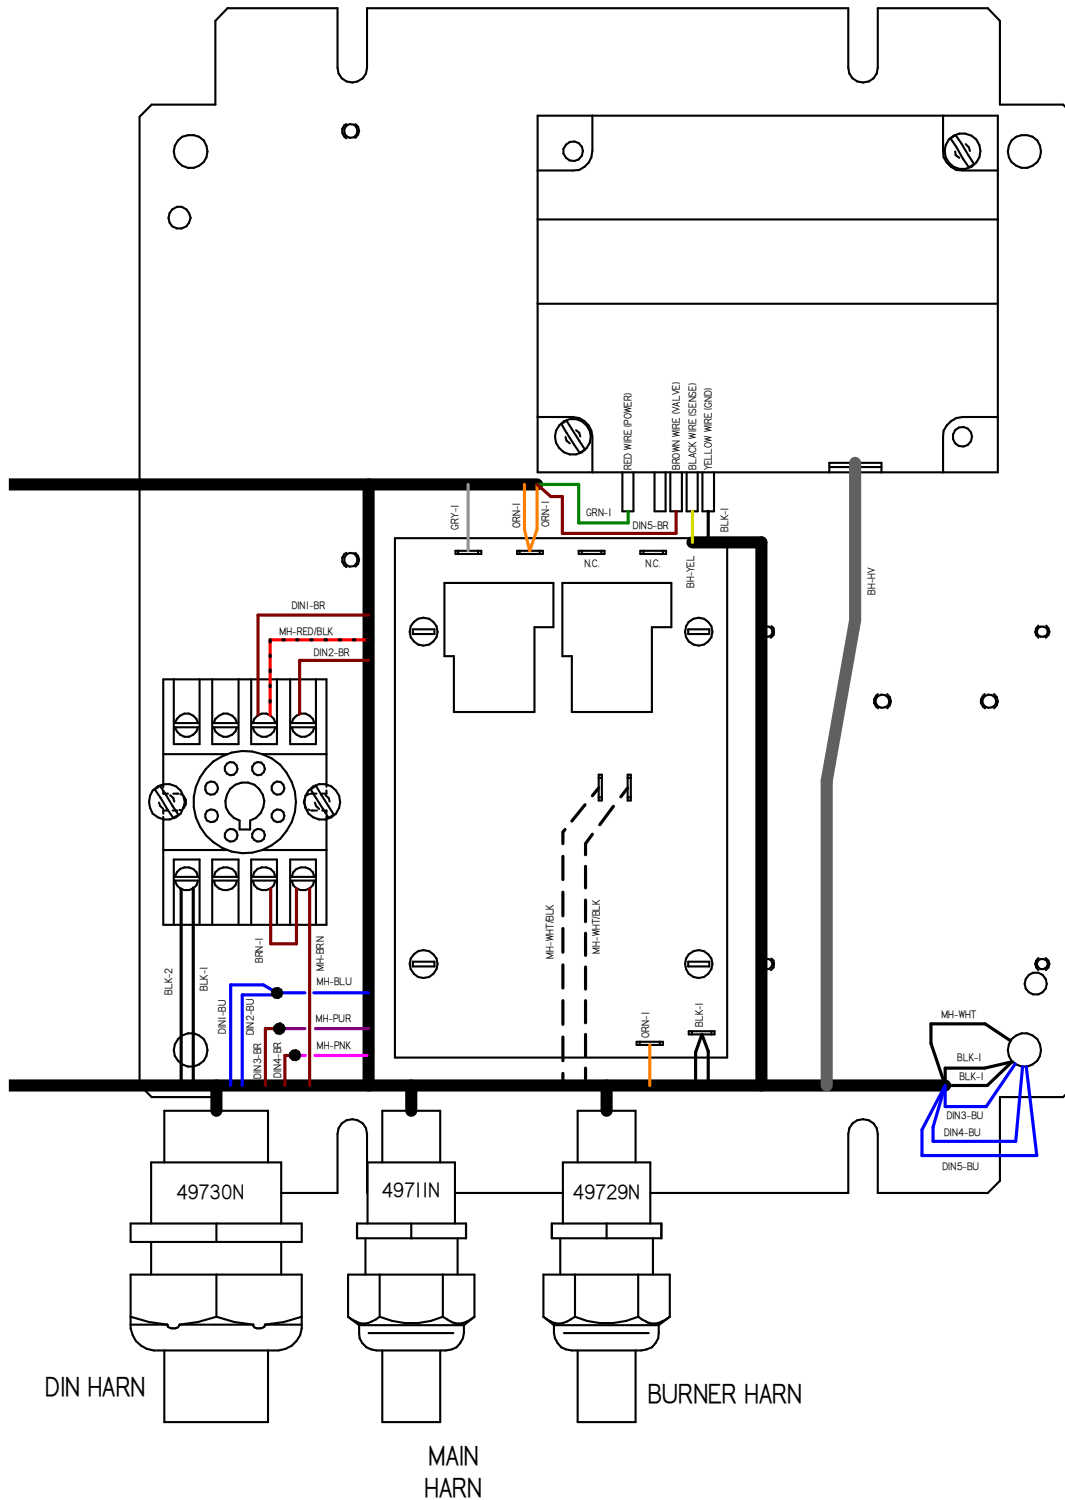 RED WIRE (POWER)
BROWN WIRE (VALVE)
BLACK WIRE (SENSE)
YELLOW WIRE (GND)
GRY-1
ORN-1
ORN-1
GRN-1
DIN5-BR
BLK-1
N.C.
N.C.
BH-YEL
BH-HV
DIN1-BR
MH-RED/BLK
DIN2-BR
MH-WHT/BLK
MH-WHT/BLK
BLK-2
BLK-1
BRN-1
MH-BRN
MH-BLU
DIN1-BU
DIN2-BU
MH-PUR
DIN3-BR
DIN4-BR
MH-PNK
ORN-1
BLK-1
MH-WHT
BLK-1
BLK-1
DIN3-BU
DIN4-BU
DIN5-BU
49730N
49711N
49729N
DIN HARN
BURNER HARN
MAIN
HARN